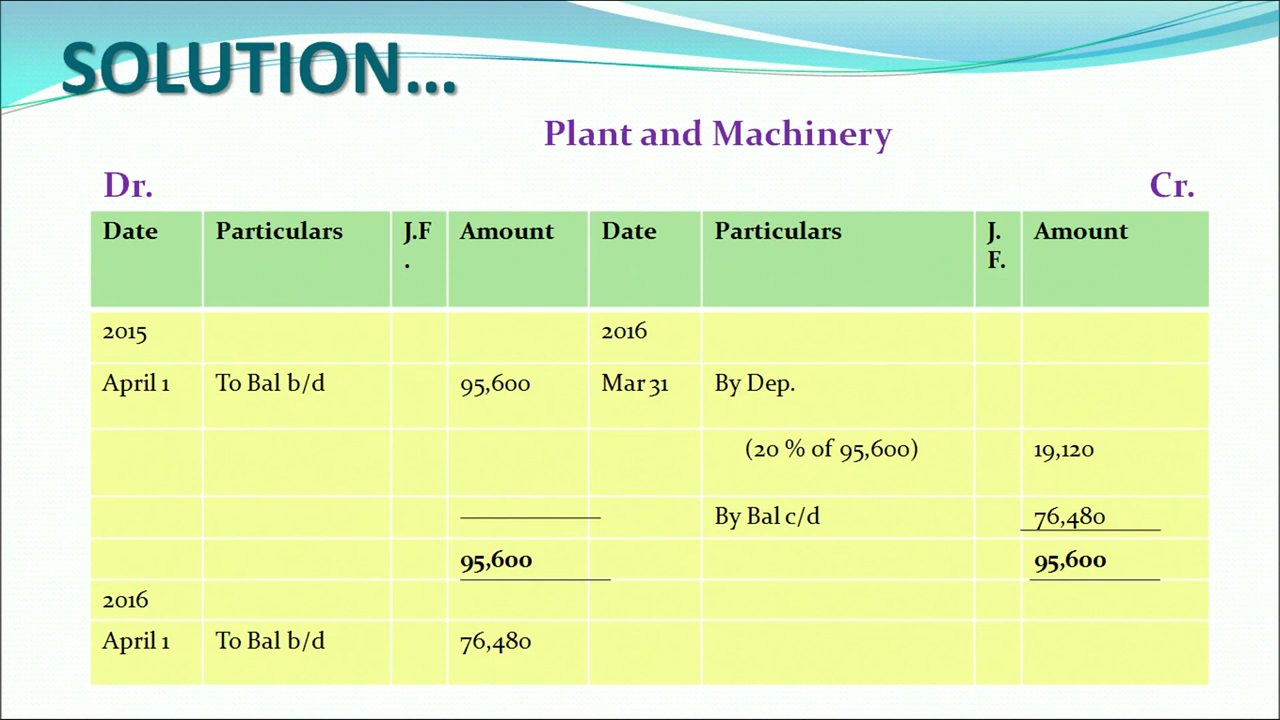 SOLUTION...
Plant and Machinery
Dr. Cr.
Date Particulars J.F Amount Date Particulars J. Amount
. F.
2015 2016
April 1 To Bal b/d 95,600 Mar 31 By Dep.
(20 % of 95,600) 19,120
By Bal c/d 76,480
95,600 95,600
2016
April 1 To Bal b/d 76,480